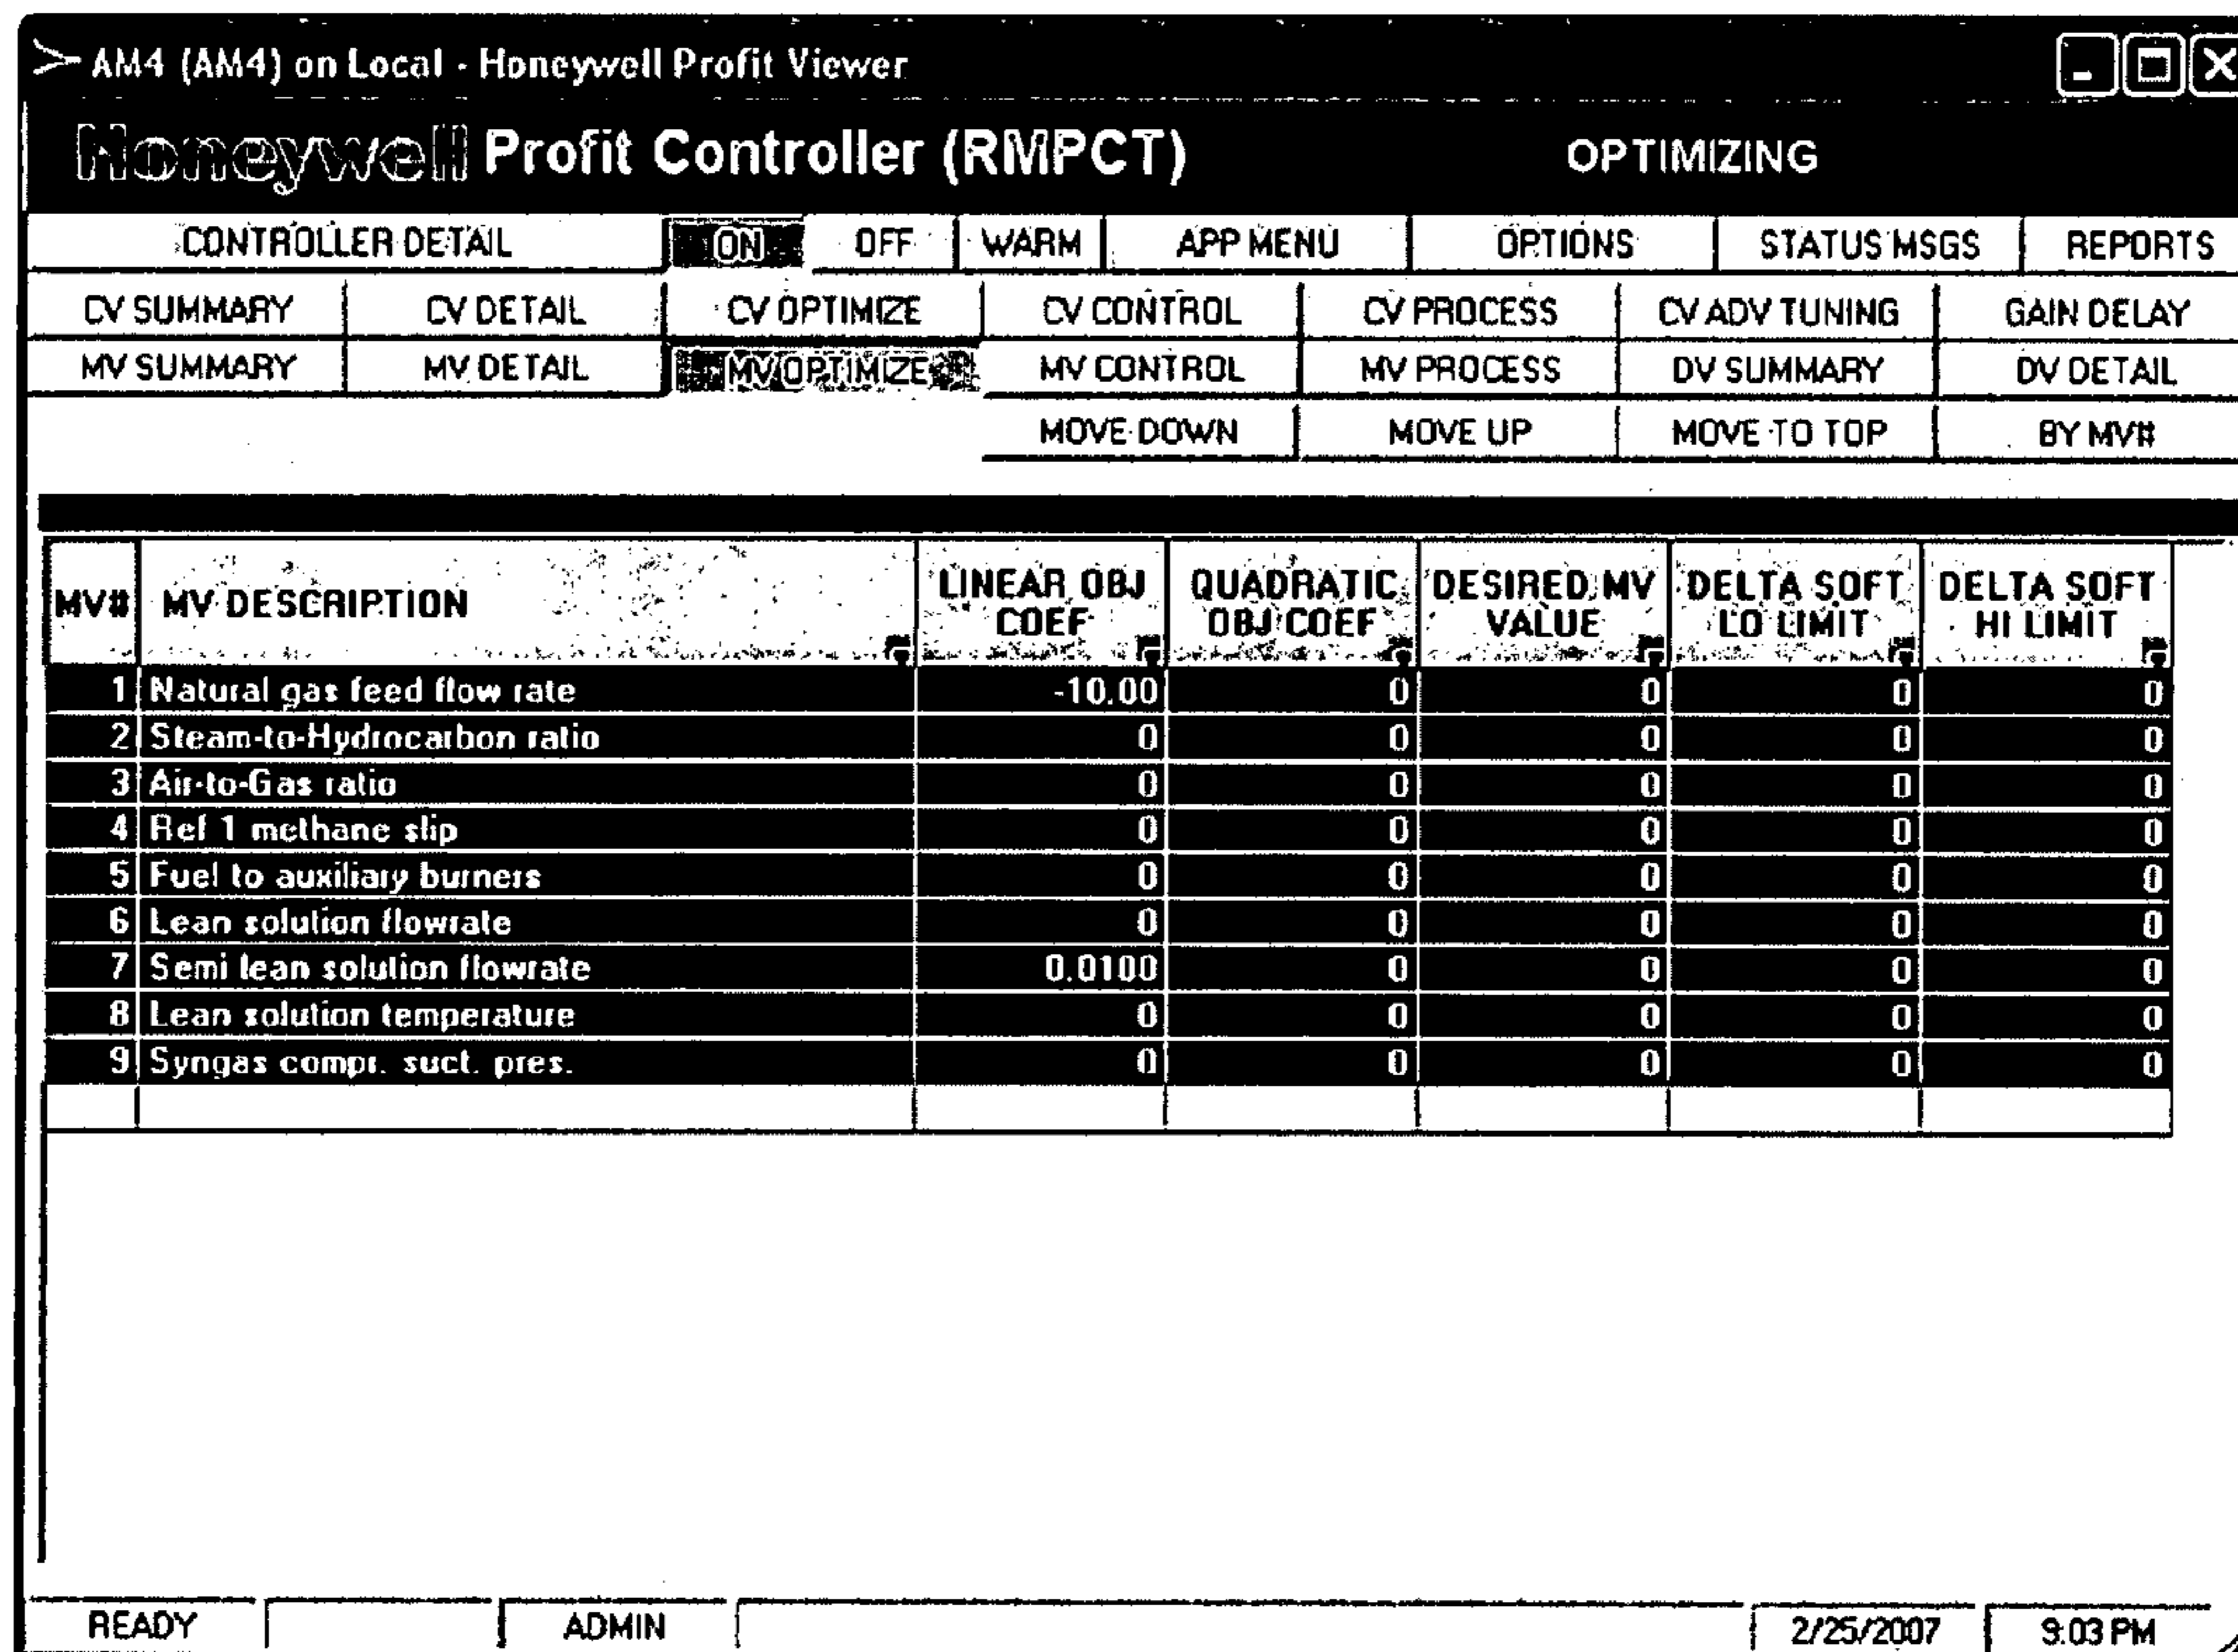 AM4 (AM4) on Local - Honeywell Profit Viewer
Honeywell Profit Controller (RMPCT) OPTIMIZING
CONTROLLER DETAIL ON OFF WARM APP MENU OPTIONS STATUS MSGS REPORTS
CV SUMMARY CV DETAIL CV OPTIMIZE CV CONTROL CV PROCESS CV ADV TUNING GAIN DELAY
MV SUMMARY MV DETAIL MV OPTIMIZE MV CONTROL MV PROCESS DV SUMMARY DV DETAIL
MOVE DOWN MOVE UP MOVE TO TOP BY MV#
MV# MV DESCRIPTION LINEAR OBJ COEF QUADRATIC OBJ COEF DESIRED MV VALUE DELTA SOFT LO LIMIT DELTA SOFT HI LIMIT
1 Natural gas feed flow rate -10.00 0 0 0 0
2 Steam-to-Hydrocarbon ratio 0 0 0 0 0
3 Air-to-Gas ratio 0 0 0 0 0
4 Ref 1 methane slip 0 0 0 0 0
5 Fuel to auxiliary burners 0 0 0 0 0
6 Lean solution flowrate 0 0 0 0 0
7 Semi lean solution flowrate 0.0100 0 0 0 0
8 Lean solution temperature 0 0 0 0 0
9 Syngas compr. suct. pres. 0 0 0 0 0
READY ADMIN 2/25/2007 9:03 PM